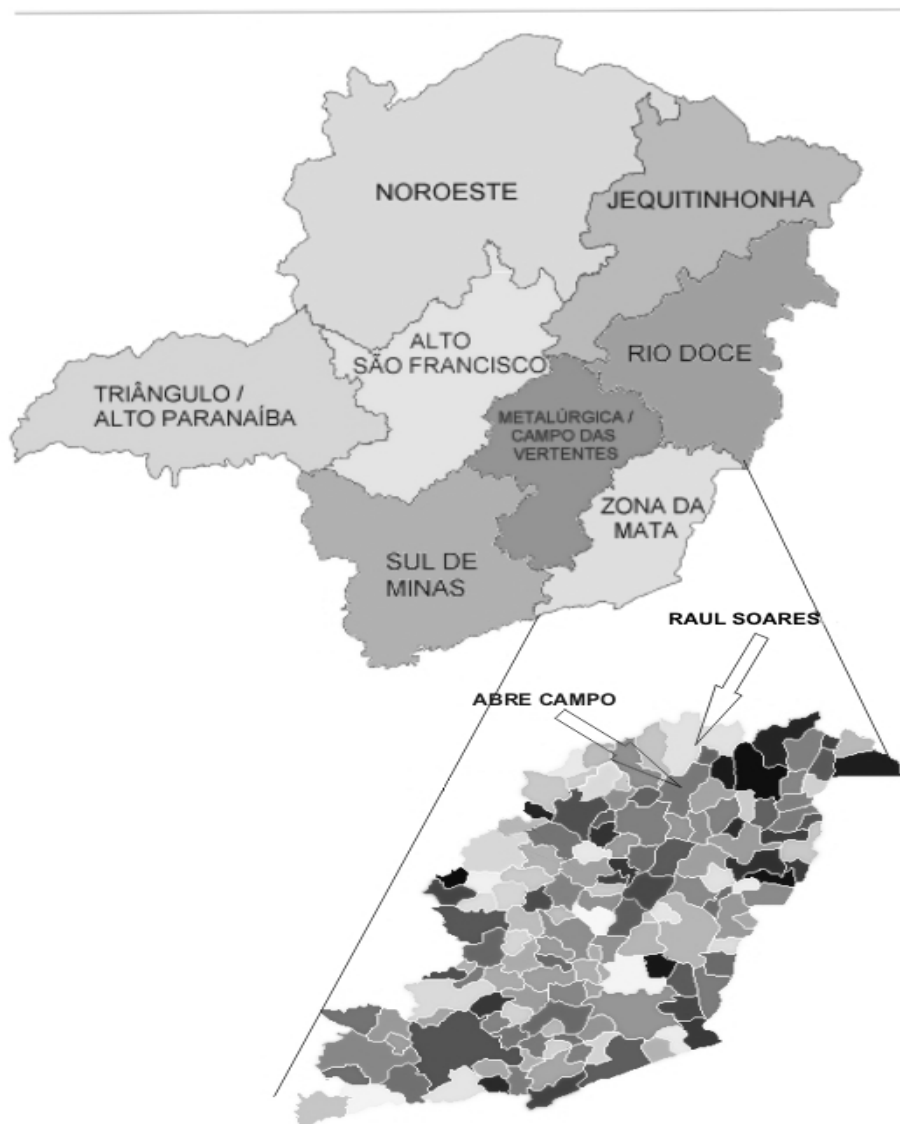 NOROESTE
JEQUITINHONHA
ALTO
SÃO FRANCISCO
RIO DOCE
TRIÂNGULO /
ALTO PARANAÍBA
METALÚRGICA /
CAMPO DAS
VERTENTES
ZONA DA
MATA
SUL DE
MINAS
RAUL SOARES
ABRE CAMPO